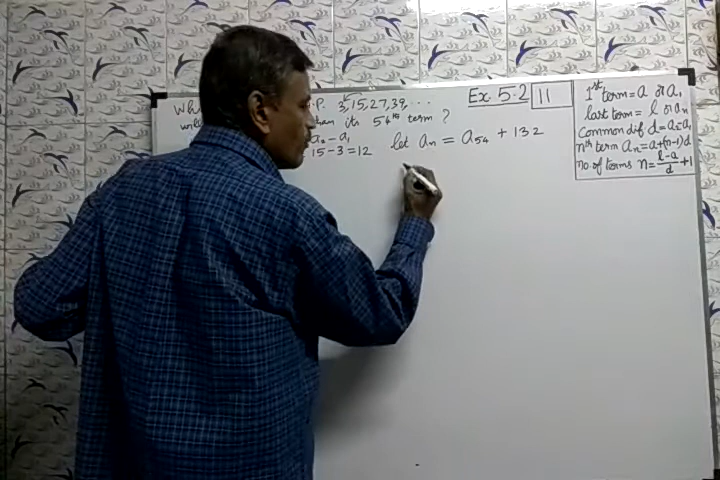 Wh .P. 3,15,27,39,...
will than its 54th term ?
a₂ - a₁
15 - 3 = 12
let aₙ = a₅₄ + 132
Ex. 5.2 11
1st term = a or a₁
last term = l or aₙ
Common dif d = a₂ - a₁
nth term aₙ = a+(n-1)d
no. of terms n = (l-a)/d + 1